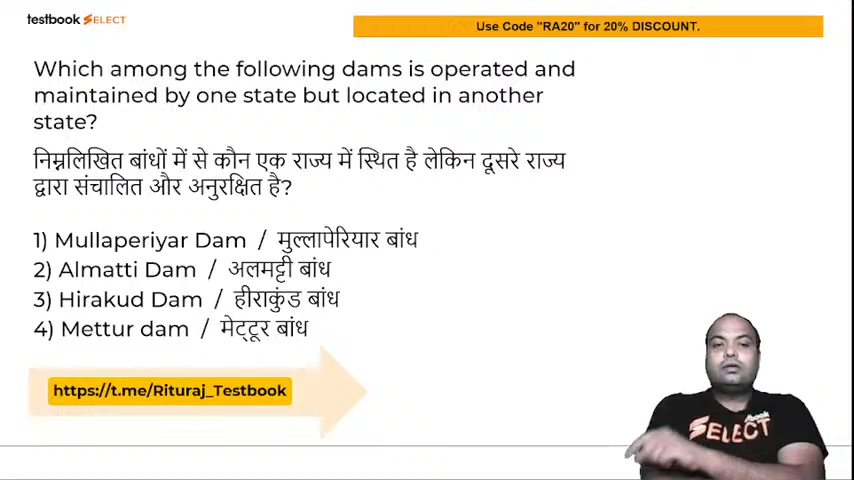 testbook SELECT
Use Code "RA20" for 20% DISCOUNT.
Which among the following dams is operated and
maintained by one state but located in another
state?
निम्नलिखित बांधों में से कौन एक राज्य में स्थित है लेकिन दूसरे राज्य
द्वारा संचालित और अनुरक्षित है?
1) Mullaperiyar Dam / मुल्लापेरियार बांध
2) Almatti Dam / अलमट्टी बांध
3) Hirakud Dam / हीराकुंड बांध
4) Mettur dam / मेट्टूर बांध
https://t.me/Rituraj_Testbook
testbook
SELECT